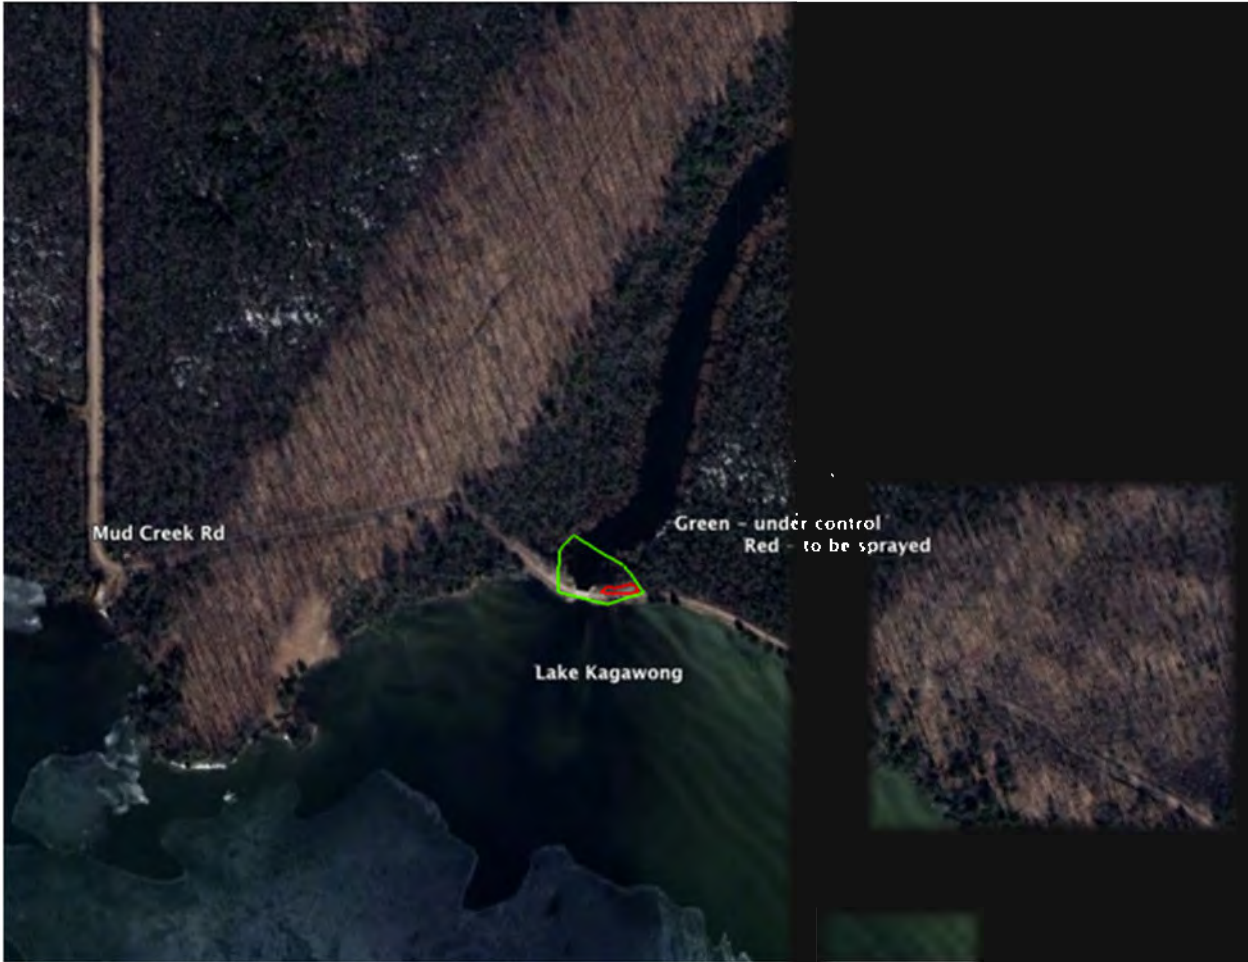 Mud Creek Rd
Green - under control
Red - to be sprayed
Lake Kagawong